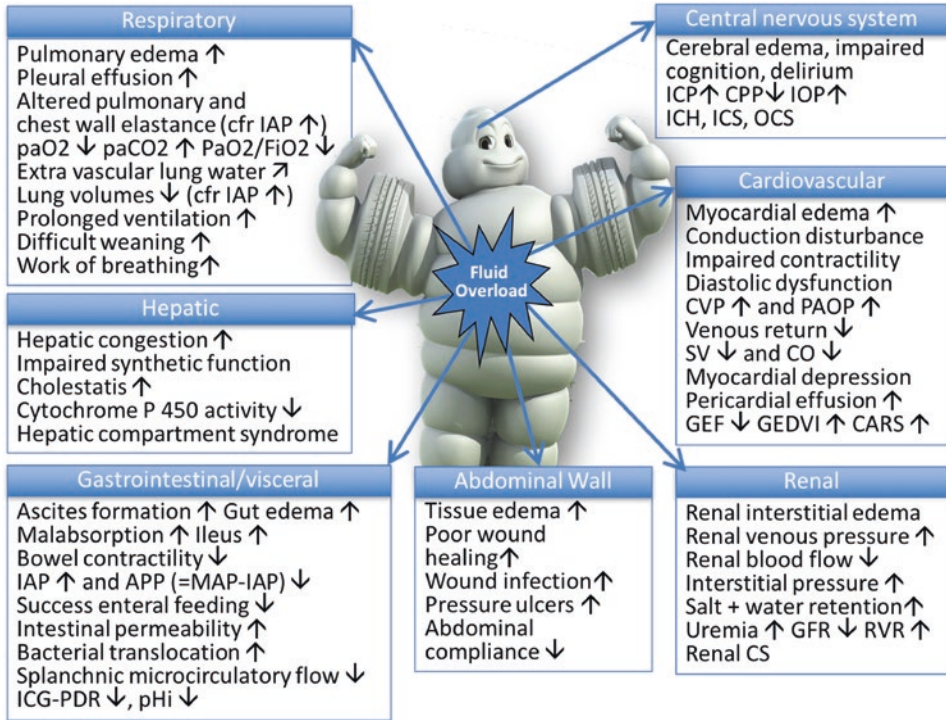 Respiratory
Pulmonary edema ↑
Pleural effusion ↑
Altered pulmonary and
chest wall elastance (cfr IAP ↑)
paO2 ↓ paCO2 ↑ PaO2/FiO2 ↓
Extra vascular lung water ↗
Lung volumes ↓ (cfr IAP ↑)
Prolonged ventilation ↑
Difficult weaning ↑
Work of breathing↑
Central nervous system
Cerebral edema, impaired
cognition, delirium
ICP↑ CPP↓ IOP↑
ICH, ICS, OCS
Cardiovascular
Myocardial edema ↑
Conduction disturbance
Impaired contractility
Diastolic dysfunction
CVP ↑ and PAOP ↑
Venous return ↓
SV ↓ and CO ↓
Myocardial depression
Pericardial effusion ↑
GEF ↓ GEDVI ↑ CARS ↑
Fluid
Overload
Hepatic
Hepatic congestion ↑
Impaired synthetic function
Cholestatis ↑
Cytochrome P 450 activity ↓
Hepatic compartment syndrome
Gastrointestinal/visceral
Ascites formation ↑ Gut edema ↑
Malabsorption ↑ Ileus ↑
Bowel contractility ↓
IAP ↑ and APP (=MAP-IAP) ↓
Success enteral feeding ↓
Intestinal permeability ↑
Bacterial translocation ↑
Splanchnic microcirculatory flow ↓
ICG-PDR ↓, pHi ↓
Abdominal Wall
Tissue edema ↑
Poor wound
healing↑
Wound infection↑
Pressure ulcers ↑
Abdominal
compliance ↓
Renal
Renal interstitial edema
Renal venous pressure ↑
Renal blood flow ↓
Interstitial pressure ↑
Salt + water retention↑
Uremia ↑ GFR ↓ RVR ↑
Renal CS